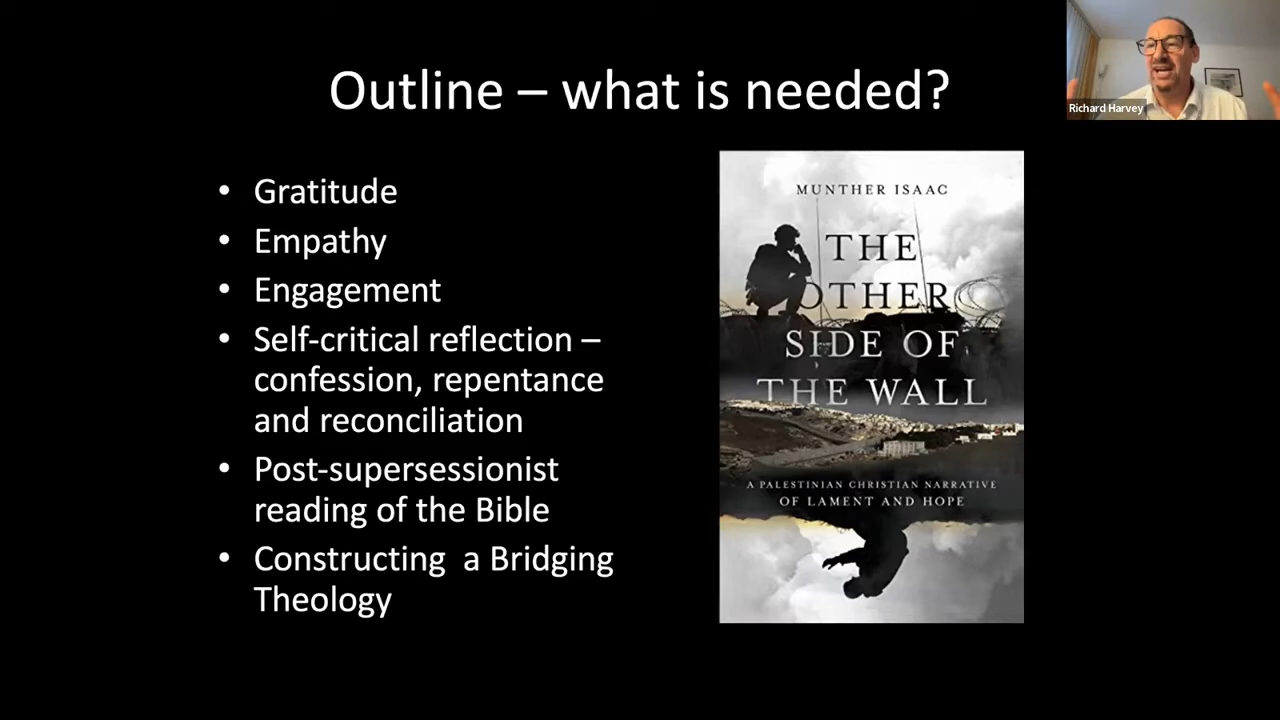 Outline – what is needed?
Richard Harvey
• Gratitude
• Empathy
• Engagement
• Self-critical reflection –
confession, repentance
and reconciliation
• Post-supersessionist
reading of the Bible
• Constructing  a Bridging
Theology
MUNTHER ISAAC
THE
OTHER
SIDE OF
THE WALL
A PALESTINIAN CHRISTIAN NARRATIVE
OF LAMENT AND HOPE